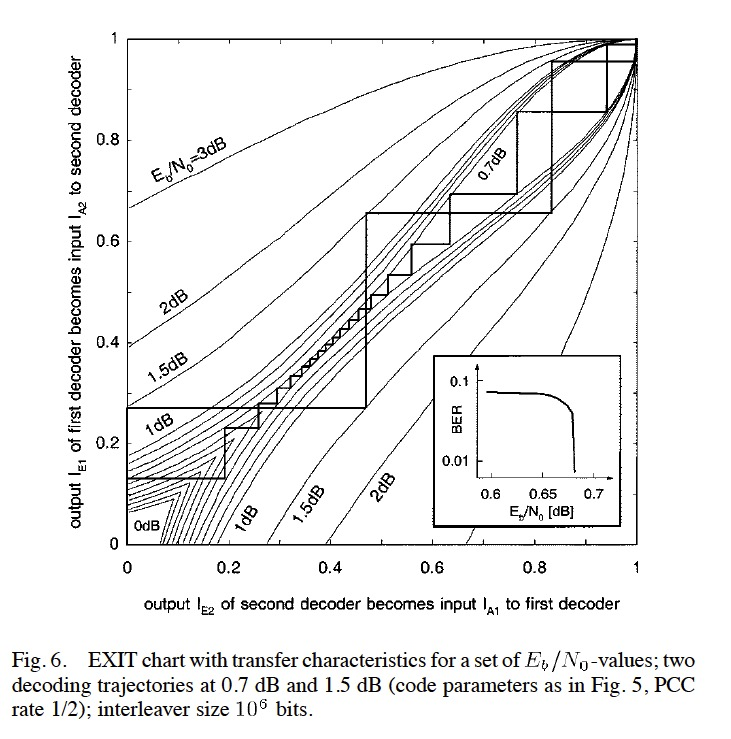 output I_E1 of first decoder becomes input I_A2 to second decoder
1
0.8
0.6
0.4
0.2
0
E_b/N_0=3dB
2dB
1.5dB
1dB
0dB
0.7dB
1dB
1.5dB
2dB
BER
0.1
0.01
0.6 0.65 0.7
E_b/N_0 [dB]
0 0.2 0.4 0.6 0.8 1
output I_E2 of second decoder becomes input I_A1 to first decoder
Fig. 6. EXIT chart with transfer characteristics for a set of E_b/N_0-values; two
decoding trajectories at 0.7 dB and 1.5 dB (code parameters as in Fig. 5, PCC
rate 1/2); interleaver size 10^6 bits.